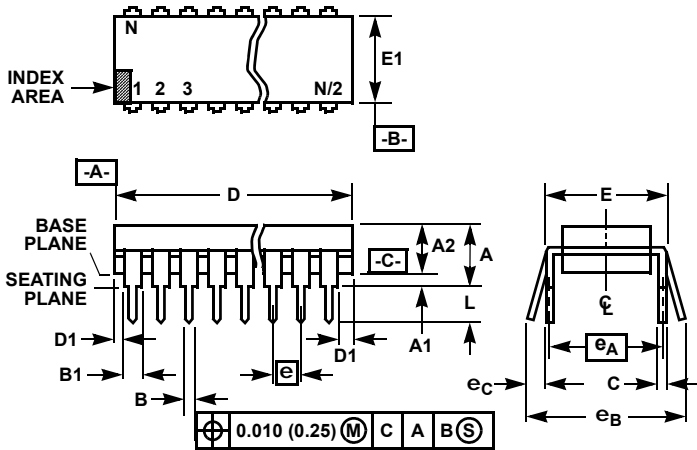 N
E1
INDEX
AREA
1 2 3 N/2
-B-
-A-
D
E
BASE
PLANE
A2
A
-C-
SEATING
PLANE
L
CL
D1
A1
D1
eA
B1
e
eC
C
B
eB
0.010 (0.25) M C A B S